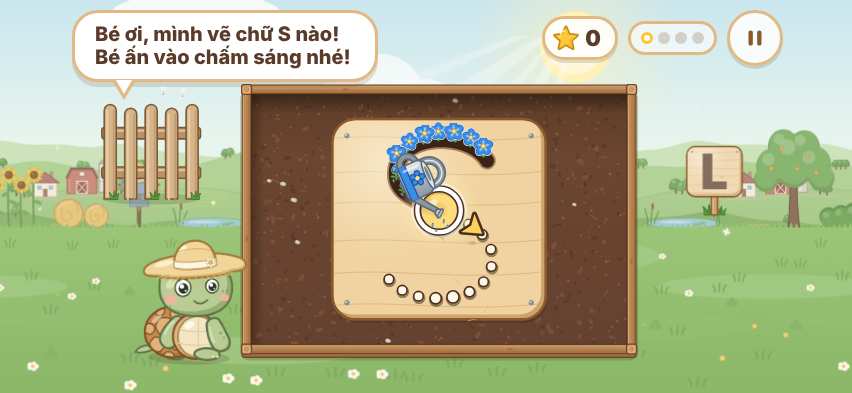 Bé ơi, mình vẽ chữ S nào!
Bé ấn vào chấm sáng nhé!
0
L